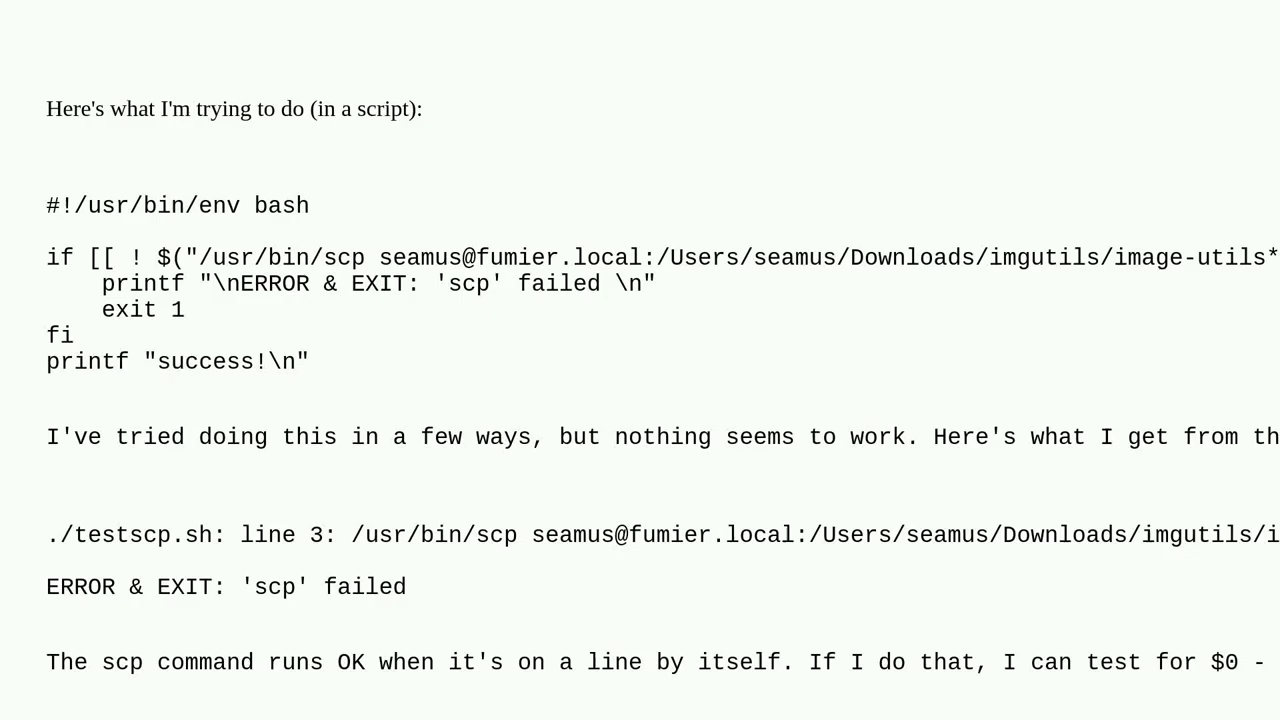 Here's what I'm trying to do (in a script):
#!/usr/bin/env bash
if [[ ! $("/usr/bin/scp seamus@fumier.local:/Users/seamus/Downloads/imgutils/image-utils*
    printf "\nERROR & EXIT: 'scp' failed \n"
    exit 1
fi
printf "success!\n"
I've tried doing this in a few ways, but nothing seems to work. Here's what I get from th
./testscp.sh: line 3: /usr/bin/scp seamus@fumier.local:/Users/seamus/Downloads/imgutils/i
ERROR & EXIT: 'scp' failed
The scp command runs OK when it's on a line by itself. If I do that, I can test for $0 -